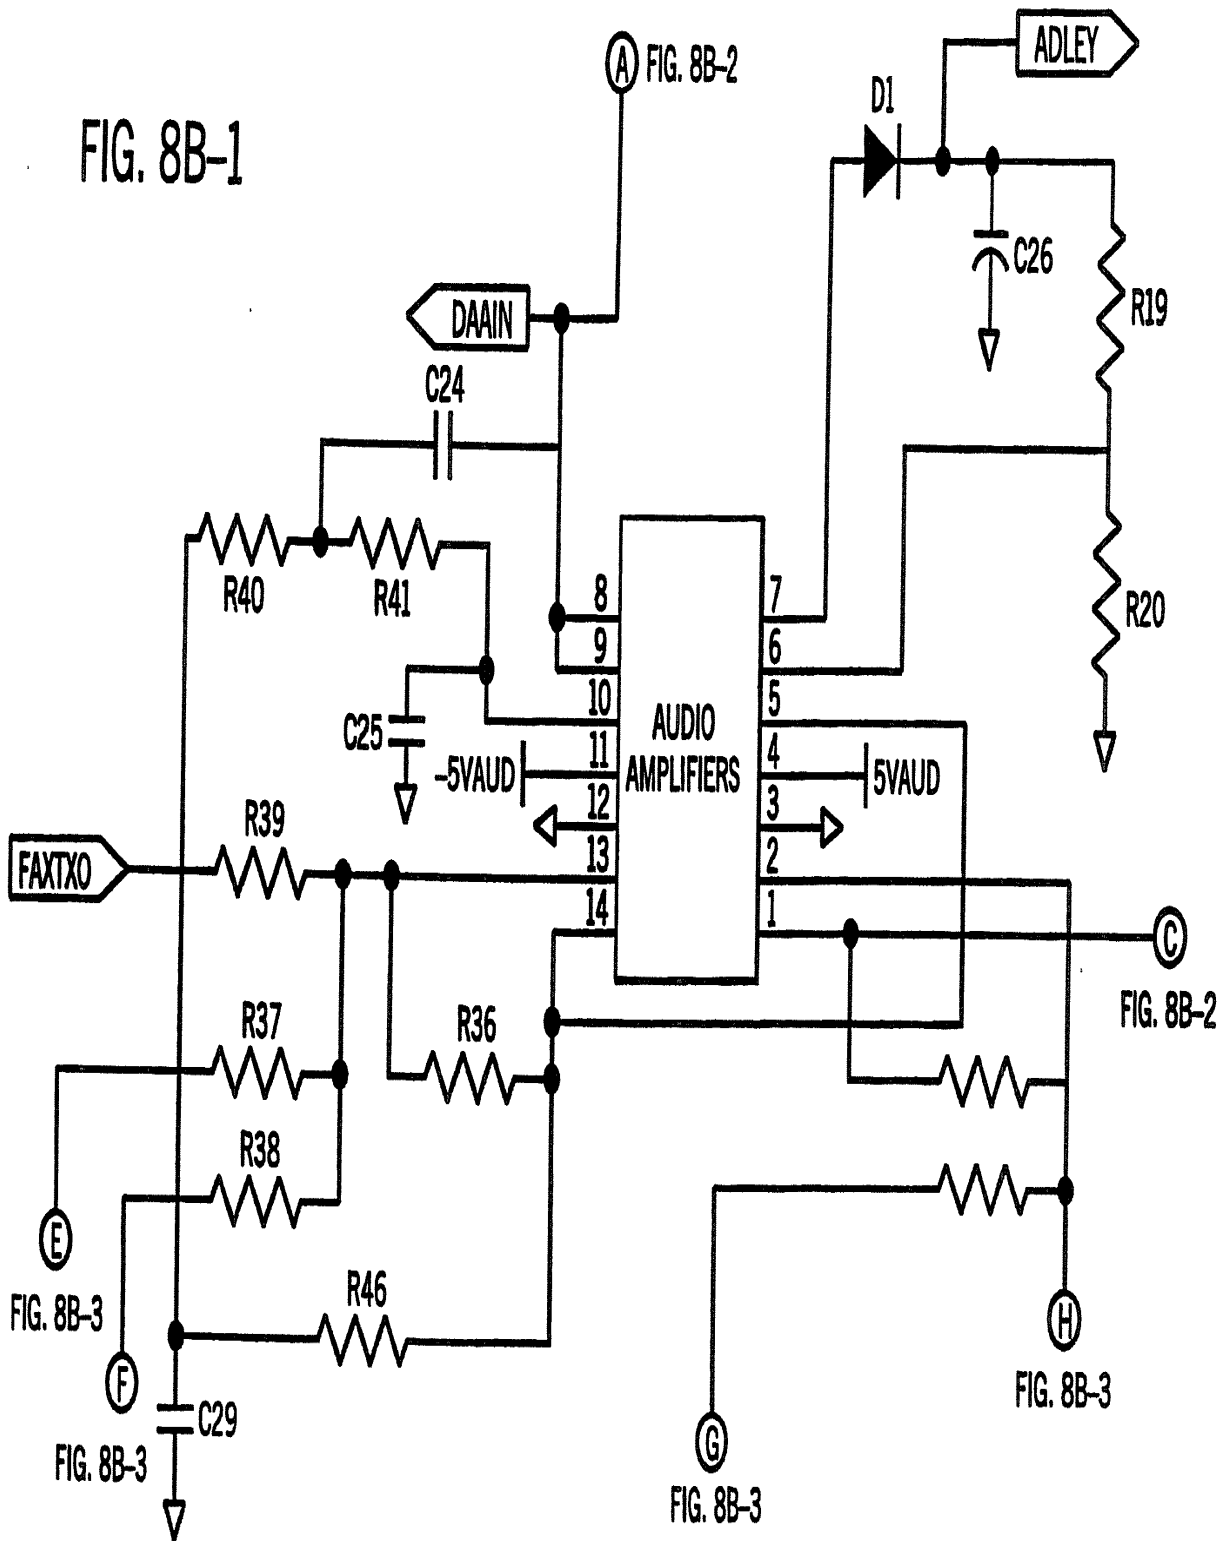 ADLEY
A FIG. 8B-2
D1
FIG. 8B-1
C26
R19
DAAIN
C24
R40
R41
8
7
R20
9
6
10
5
C25
AUDIO
AMPLIFIERS
11
4
-5VAUD
5VAUD
12
3
R39
13
2
FAXTXO
14
1
C
FIG. 8B-2
R37
R36
R38
E
FIG. 8B-3
R46
H
FIG. 8B-3
F
FIG. 8B-3
C29
G
FIG. 8B-3